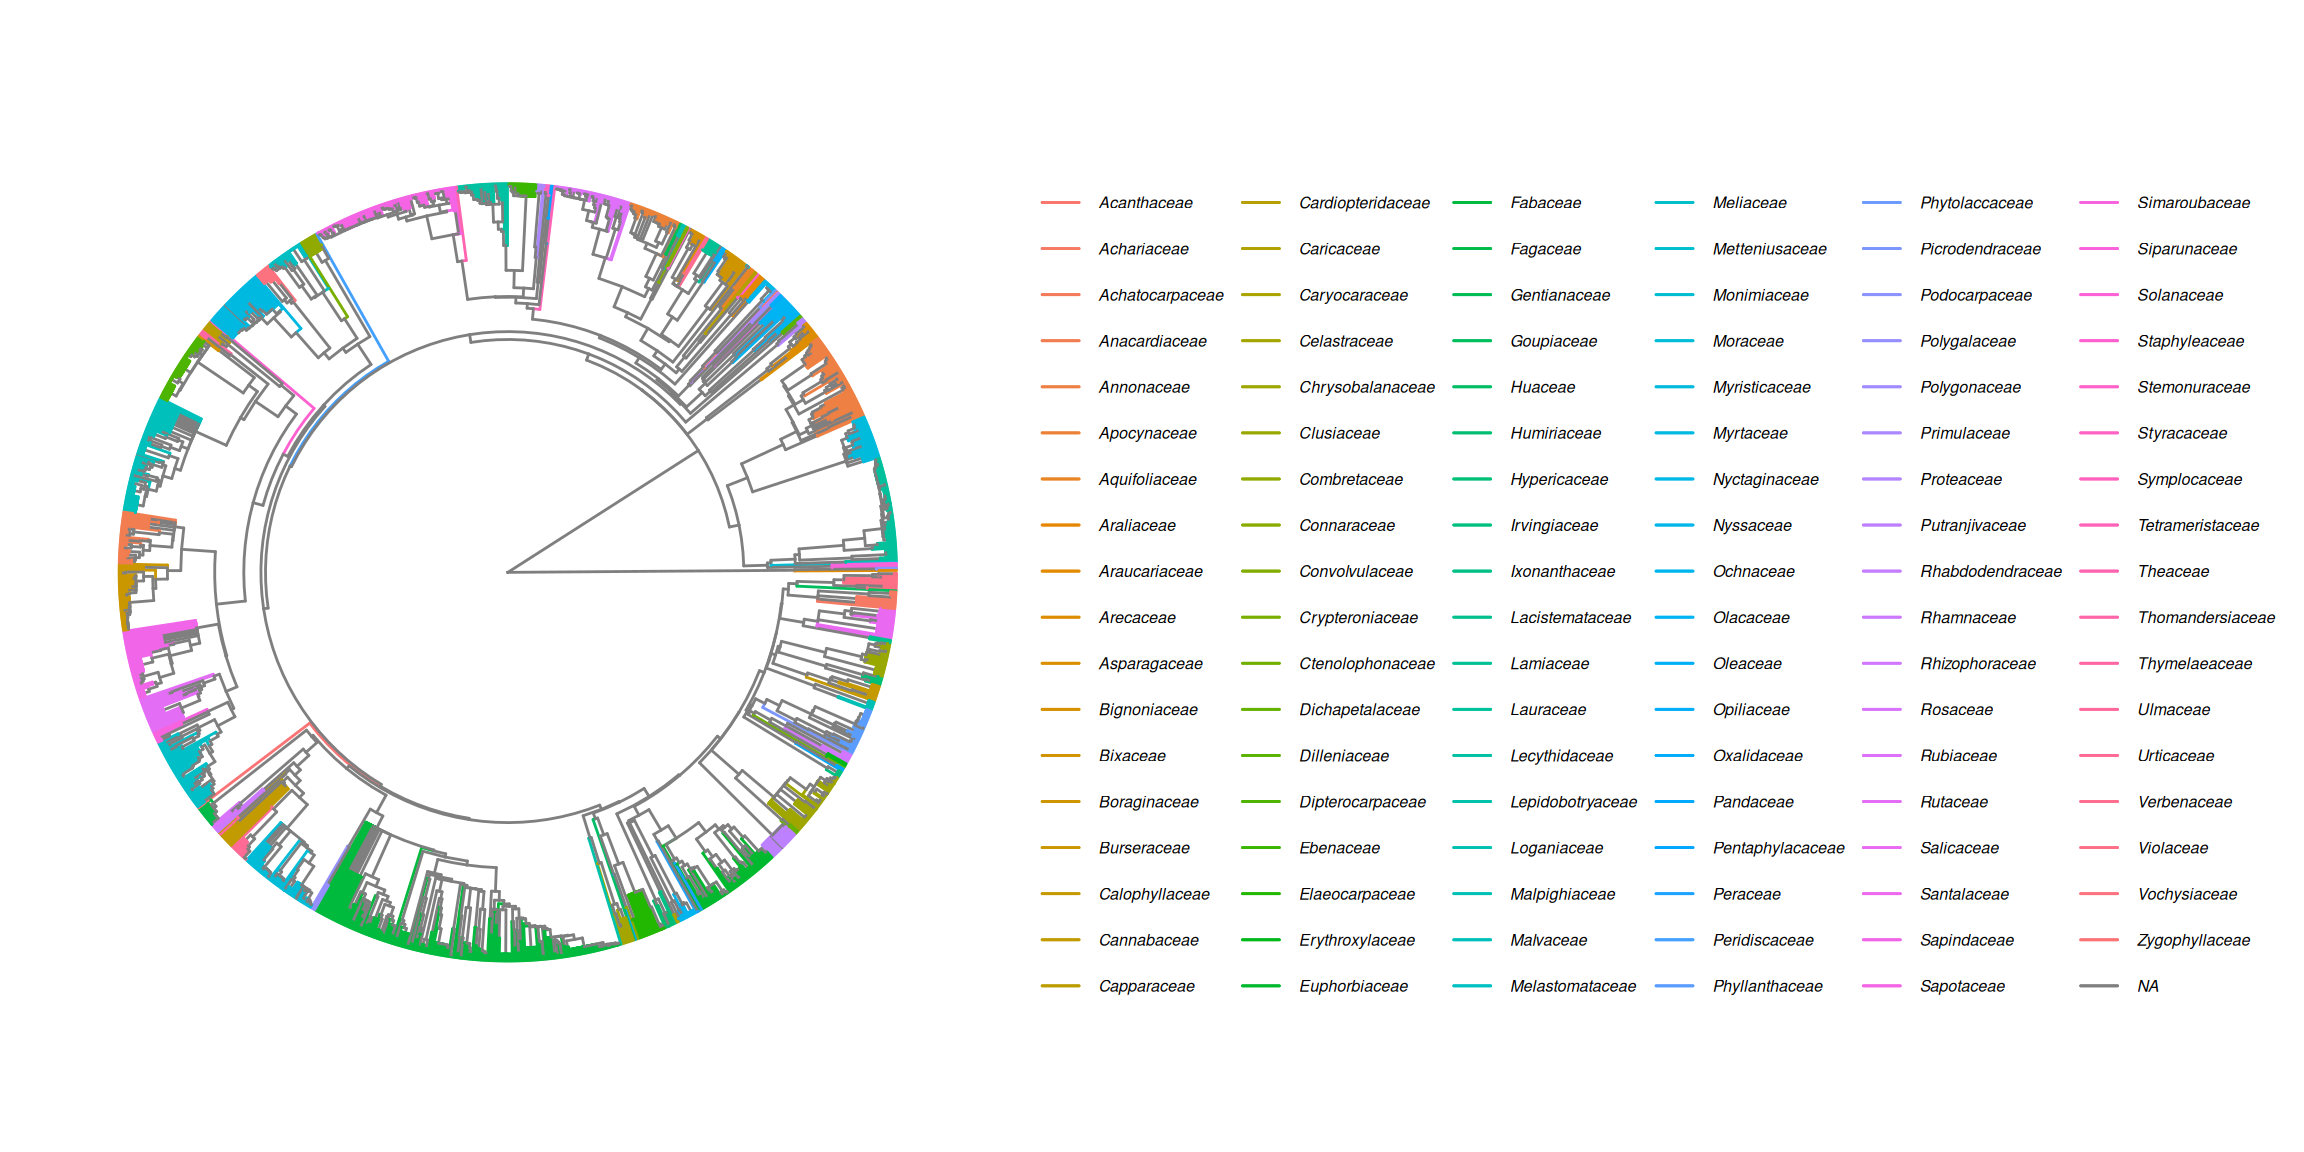 Acanthaceae
Achariaceae
Achatocarpaceae
Anacardiaceae
Annonaceae
Apocynaceae
Aquifoliaceae
Araliaceae
Araucariaceae
Arecaceae
Asparagaceae
Bignoniaceae
Bixaceae
Boraginaceae
Burseraceae
Calophyllaceae
Cannabaceae
Capparaceae
Cardiopteridaceae
Caricaceae
Caryocaraceae
Celastraceae
Chrysobalanaceae
Clusiaceae
Combretaceae
Connaraceae
Convolvulaceae
Crypteroniaceae
Ctenolophonaceae
Dichapetalaceae
Dilleniaceae
Dipterocarpaceae
Ebenaceae
Elaeocarpaceae
Erythroxylaceae
Euphorbiaceae
Fabaceae
Fagaceae
Gentianaceae
Goupiaceae
Huaceae
Humiriaceae
Hypericaceae
Irvingiaceae
Ixonanthaceae
Lacistemataceae
Lamiaceae
Lauraceae
Lecythidaceae
Lepidobotryaceae
Loganiaceae
Malpighiaceae
Malvaceae
Melastomataceae
Meliaceae
Metteniusaceae
Monimiaceae
Moraceae
Myristicaceae
Myrtaceae
Nyctaginaceae
Nyssaceae
Ochnaceae
Olacaceae
Oleaceae
Opiliaceae
Oxalidaceae
Pandaceae
Pentaphylacaceae
Peraceae
Peridiscaceae
Phyllanthaceae
Phytolaccaceae
Picrodendraceae
Podocarpaceae
Polygalaceae
Polygonaceae
Primulaceae
Proteaceae
Putranjivaceae
Rhabdodendraceae
Rhamnaceae
Rhizophoraceae
Rosaceae
Rubiaceae
Rutaceae
Salicaceae
Santalaceae
Sapindaceae
Sapotaceae
Simaroubaceae
Siparunaceae
Solanaceae
Staphyleaceae
Stemonuraceae
Styracaceae
Symplocaceae
Tetrameristaceae
Theaceae
Thomandersiaceae
Thymelaeaceae
Ulmaceae
Urticaceae
Verbenaceae
Violaceae
Vochysiaceae
Zygophyllaceae
NA